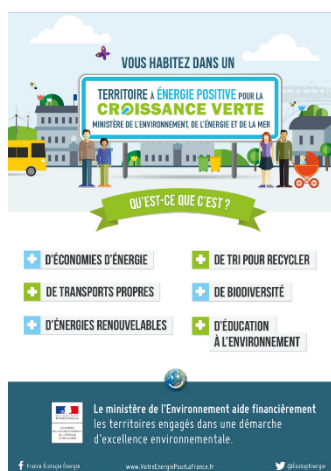 VOUS HABITEZ DANS UN
TERRITOIRE À ÉNERGIE POSITIVE POUR LA
CROISSANCE VERTE
MINISTÈRE DE L'ENVIRONNEMENT, DE L'ÉNERGIE ET DE LA MER
QU'EST-CE QUE C'EST ?
+ D'ÉCONOMIES D'ÉNERGIE
+ DE TRI POUR RECYCLER
+ DE TRANSPORTS PROPRES
+ DE BIODIVERSITÉ
+ D'ÉNERGIES RENOUVELABLES
+ D'ÉDUCATION
À L'ENVIRONNEMENT
Le ministère de l'Environnement aide financièrement
les territoires engagés dans une démarche
d'excellence environnementale.
France Écologie Énergie
www.VotreEnergiePourLaFrance.fr
@EcologiEnergie